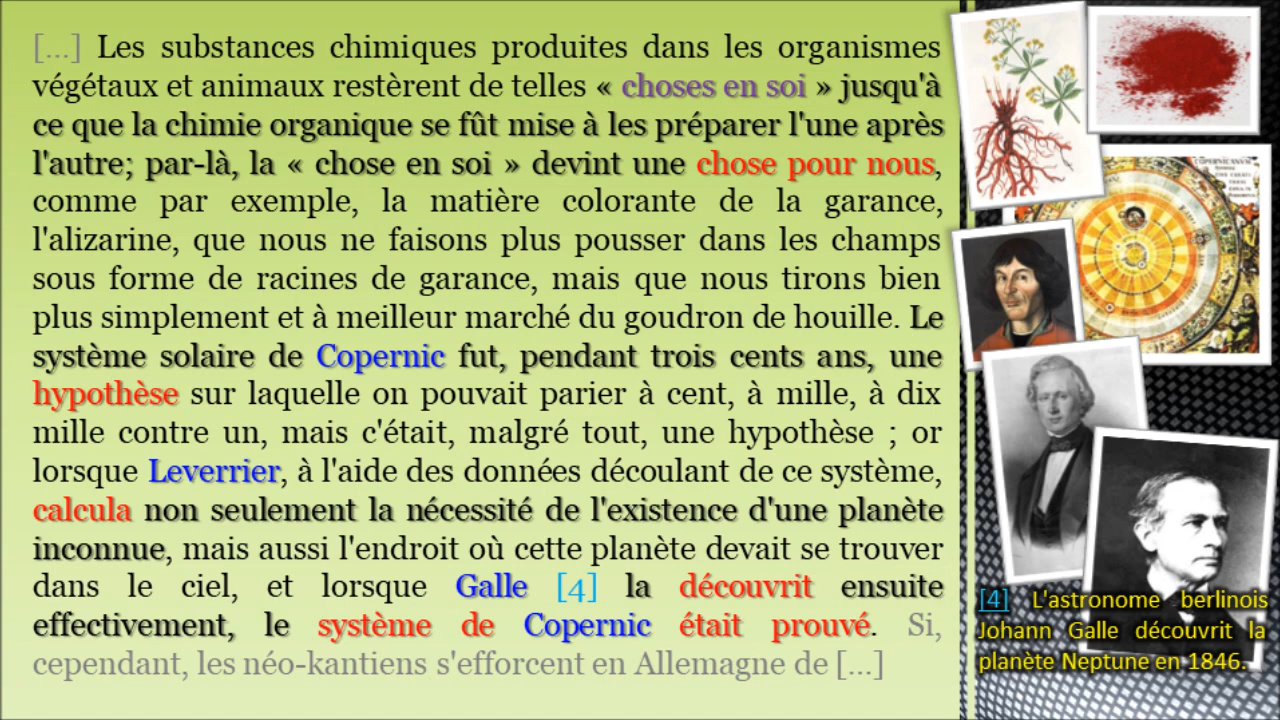 [...] Les substances chimiques produites dans les organismes
végétaux et animaux restèrent de telles « choses en soi » jusqu'à
ce que la chimie organique se fût mise à les préparer l'une après
l'autre; par-là, la « chose en soi » devint une chose pour nous,
comme par exemple, la matière colorante de la garance,
l'alizarine, que nous ne faisons plus pousser dans les champs
sous forme de racines de garance, mais que nous tirons bien
plus simplement et à meilleur marché du goudron de houille. Le
système solaire de Copernic fut, pendant trois cents ans, une
hypothèse sur laquelle on pouvait parier à cent, à mille, à dix
mille contre un, mais c'était, malgré tout, une hypothèse ; or
lorsque Leverrier, à l'aide des données découlant de ce système,
calcula non seulement la nécessité de l'existence d'une planète
inconnue, mais aussi l'endroit où cette planète devait se trouver
dans le ciel, et lorsque Galle [4] la découvrit ensuite
effectivement, le système de Copernic était prouvé. Si,
cependant, les néo-kantiens s'efforcent en Allemagne de [...]
[4] L'astronome berlinois
Johann Galle découvrit la
planète Neptune en 1846.